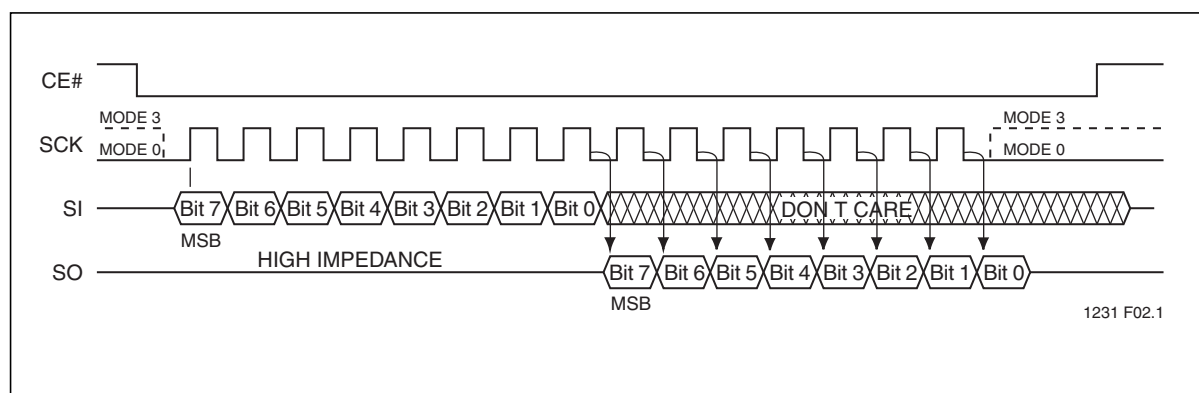 CE#
MODE 3
MODE 3
SCK
MODE 0
MODE 0
SI
Bit 7 Bit 6 Bit 5 Bit 4 Bit 3 Bit 2 Bit 1 Bit 0 DON T CARE
MSB
HIGH IMPEDANCE
SO
Bit 7 Bit 6 Bit 5 Bit 4 Bit 3 Bit 2 Bit 1 Bit 0
MSB
1231 F02.1